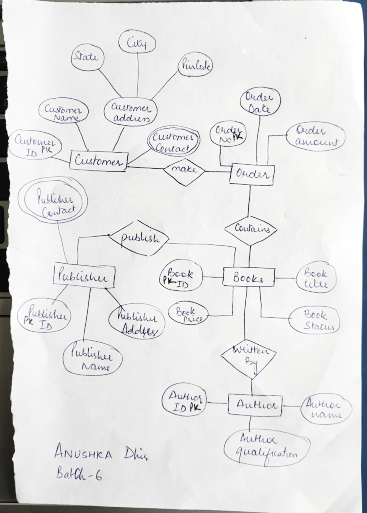 City
State
Pincode
Order
Date
Customer
Name
Customer
address
Order
No PK
Order
amount
Customer
ID PK
Customer
Contact
Customer
make
Order
Publisher
Contact
Contains
publish
Publisher
Book
PK ID
Books
Book
Title
Publisher
PK ID
Publisher
Address
Book
Price
Book
Status
Publisher
Name
Written
By
Author
ID PK
Author
Author
name
Author
qualification
ANUSHKA Dhir
Batch-6